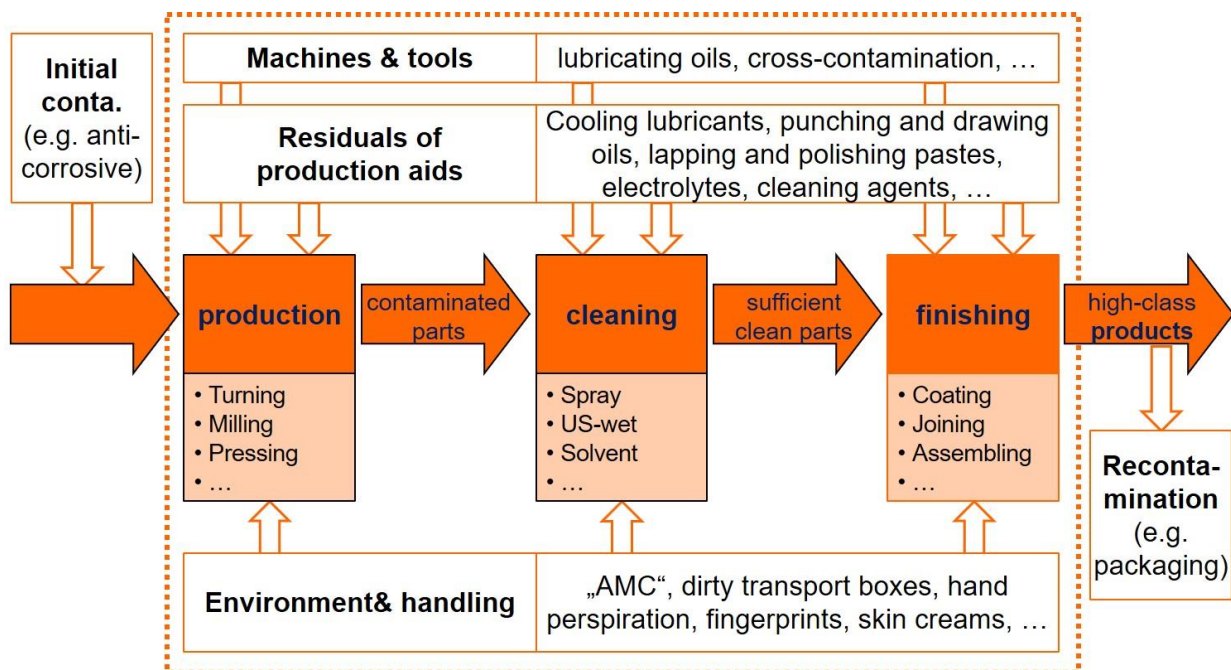 Initial
conta.
(e.g. anti-
corrosive)
Machines & tools
lubricating oils, cross-contamination, …
Residuals of
production aids
Cooling lubricants, punching and drawing
oils, lapping and polishing pastes,
electrolytes, cleaning agents, …
production
contaminated
parts
cleaning
sufficient
clean parts
finishing
high-class
products
• Turning
• Milling
• Pressing
• …
• Spray
• US-wet
• Solvent
• …
• Coating
• Joining
• Assembling
• …
Reconta-
mination
(e.g.
packaging)
Environment& handling
„AMC“, dirty transport boxes, hand
perspiration, fingerprints, skin creams, …